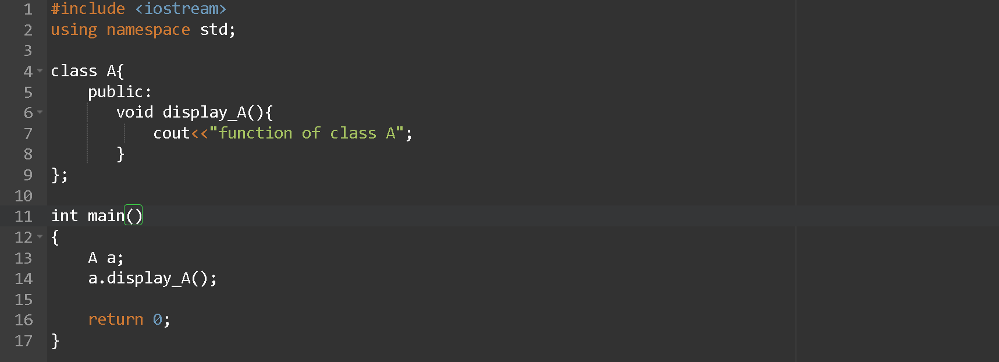 1 #include <iostream>
2 using namespace std;
3
4 class A{
5     public:
6        void display_A(){
7            cout<<"function of class A";
8        }
9 };
10
11 int main()
12 {
13     A a;
14     a.display_A();
15
16     return 0;
17 }